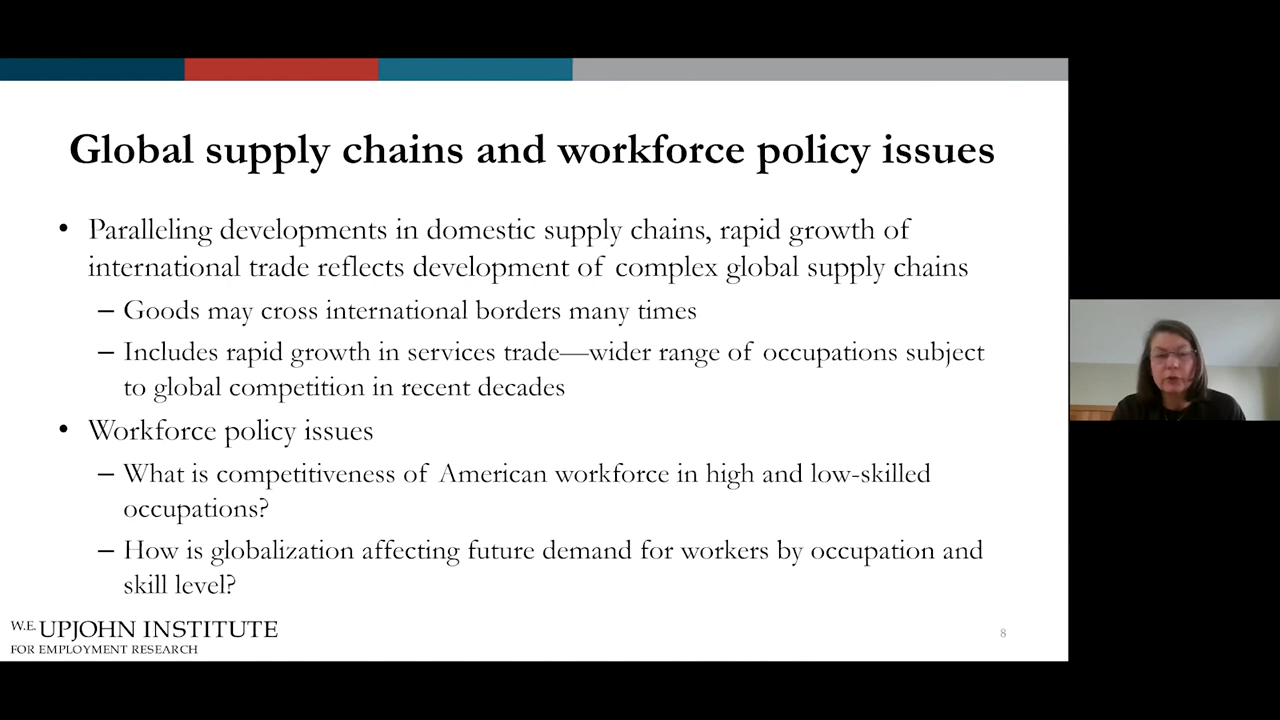 Global supply chains and workforce policy issues
• Paralleling developments in domestic supply chains, rapid growth of
international trade reflects development of complex global supply chains
– Goods may cross international borders many times
– Includes rapid growth in services trade—wider range of occupations subject
to global competition in recent decades
• Workforce policy issues
– What is competitiveness of American workforce in high and low-skilled
occupations?
– How is globalization affecting future demand for workers by occupation and
skill level?
W.E. UPJOHN INSTITUTE
FOR EMPLOYMENT RESEARCH
8